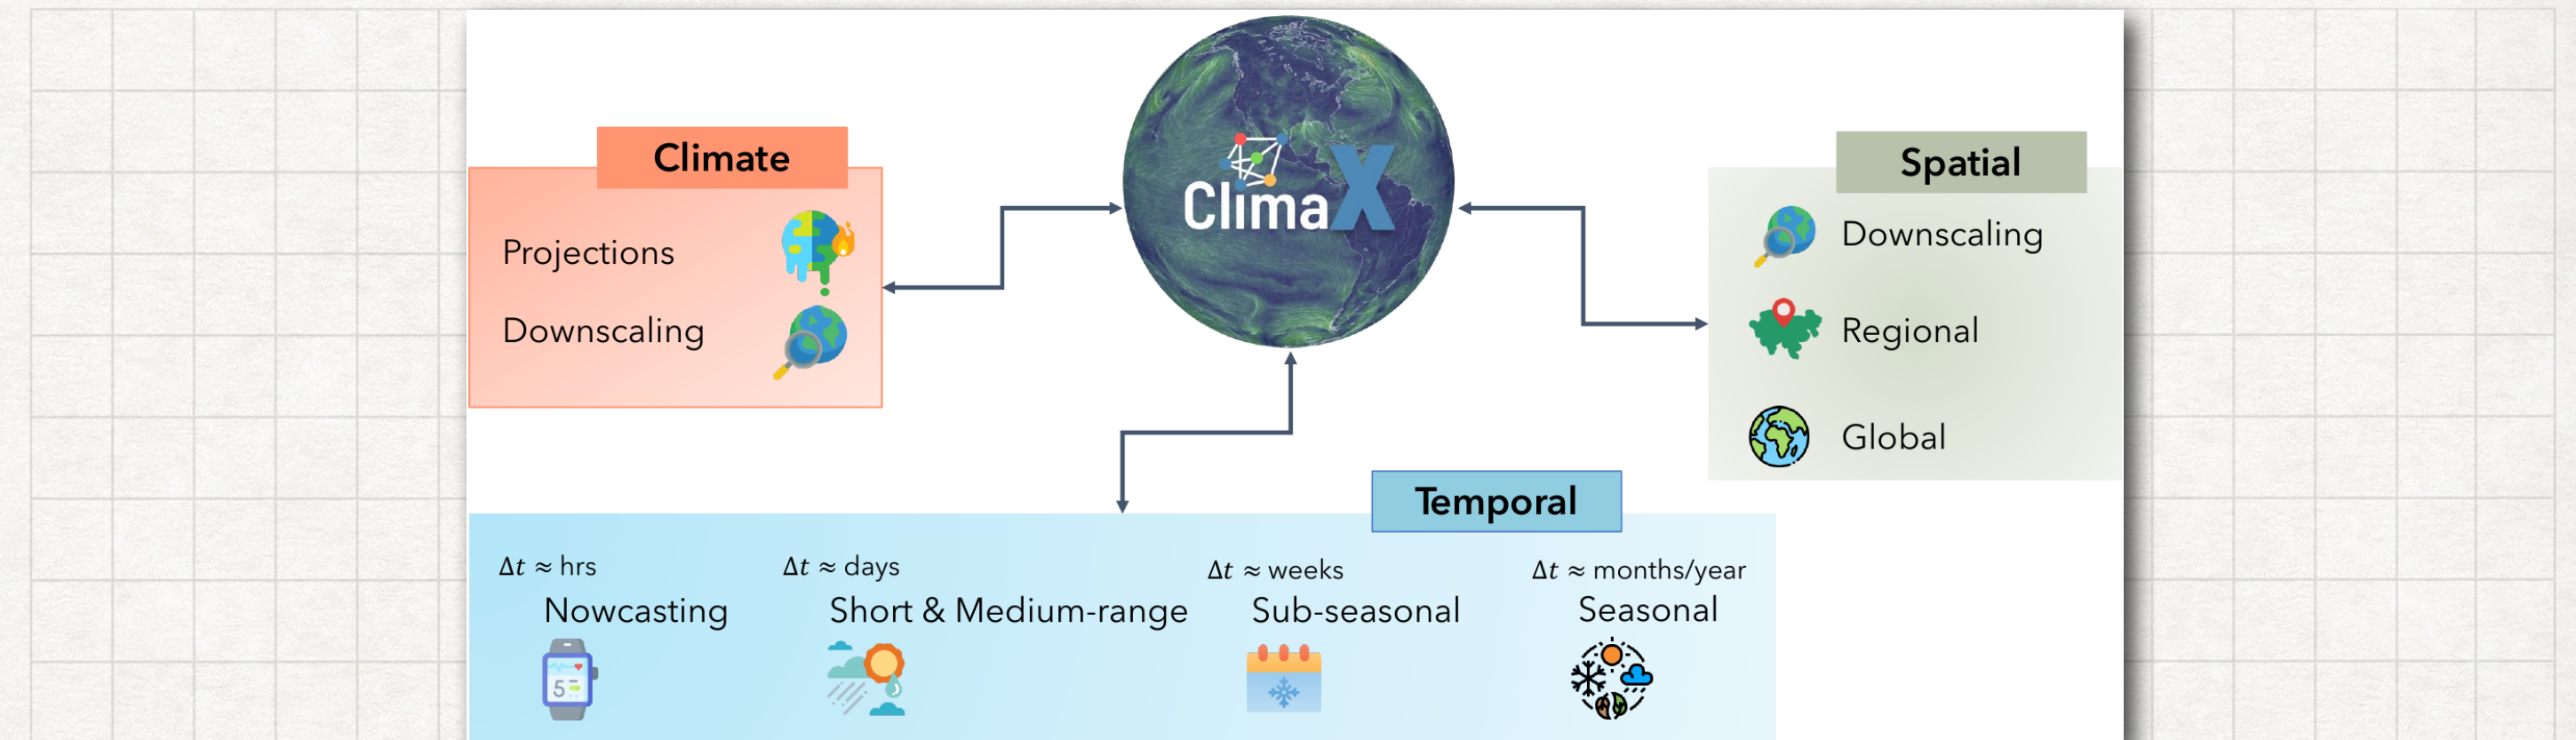 ClimaX
Climate
Projections
Downscaling
Spatial
Downscaling
Regional
Global
Temporal
Δt ≈ hrs
Nowcasting
5
Δt ≈ days
Short & Medium-range
Δt ≈ weeks
Sub-seasonal
Δt ≈ months/year
Seasonal